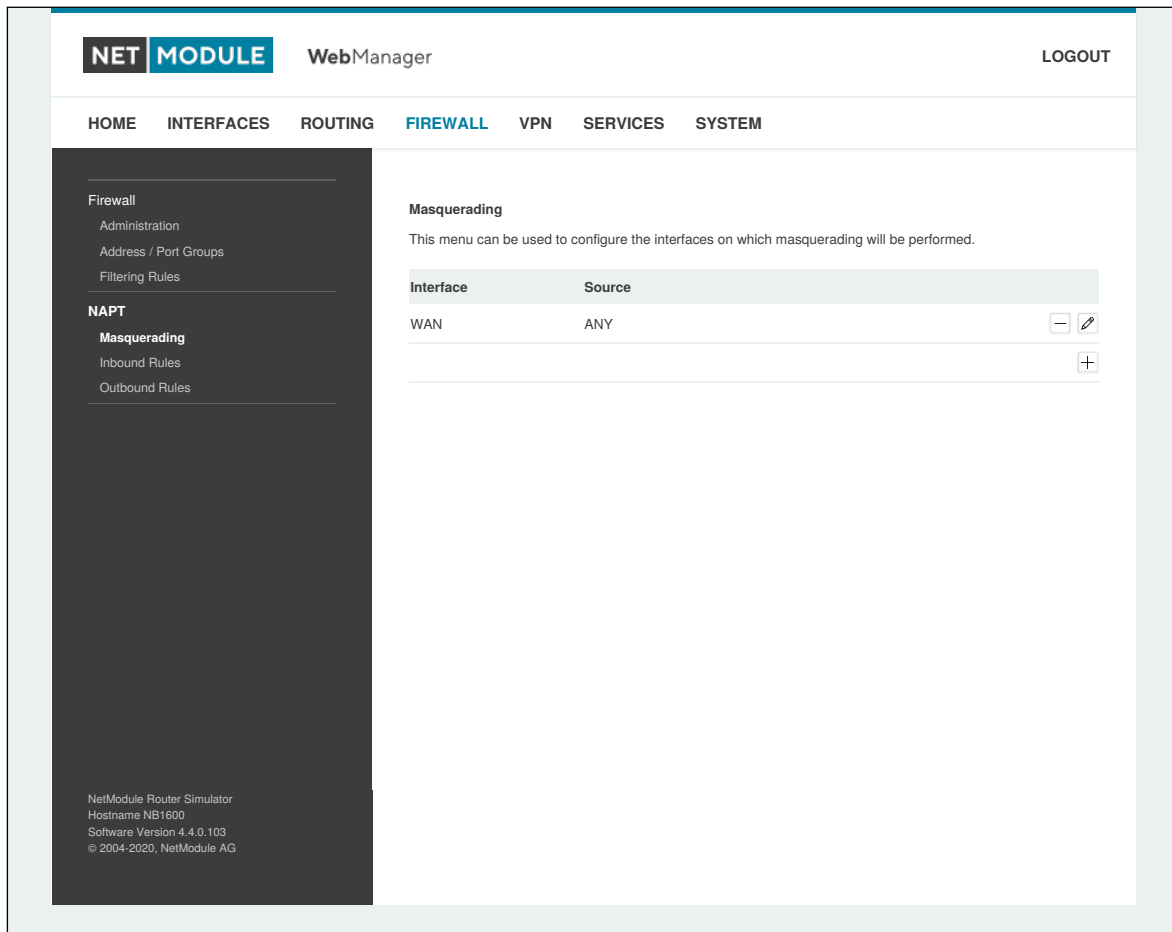 NET MODULE WebManager LOGOUT
HOME INTERFACES ROUTING FIREWALL VPN SERVICES SYSTEM
Firewall
Administration
Address / Port Groups
Filtering Rules
NAPT
Masquerading
Inbound Rules
Outbound Rules
Masquerading
This menu can be used to configure the interfaces on which masquerading will be performed.
Interface Source
WAN ANY
NetModule Router Simulator
Hostname NB1600
Software Version 4.4.0.103
© 2004-2020, NetModule AG